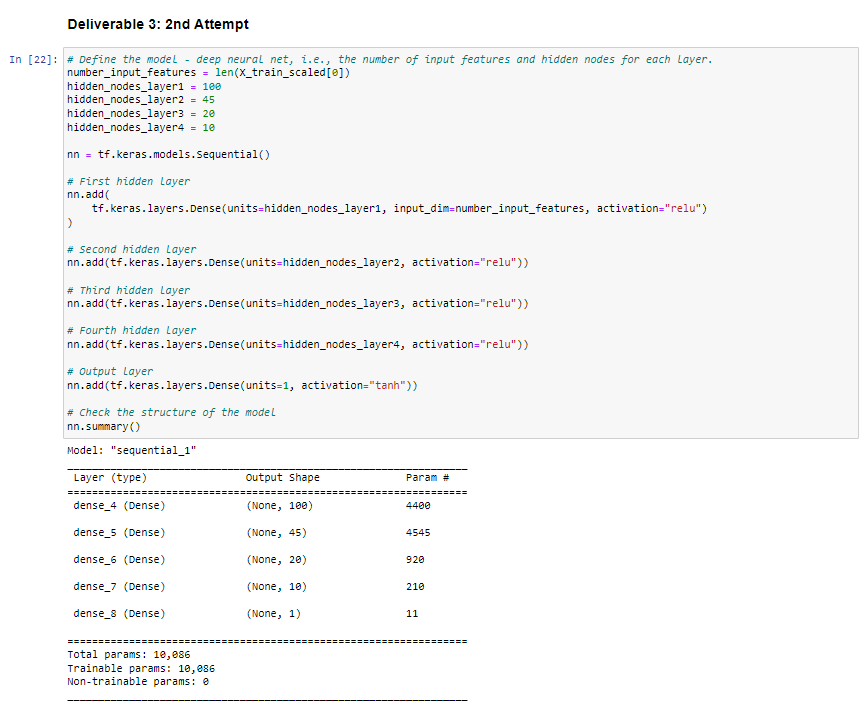 Deliverable 3: 2nd Attempt
In [22]: # Define the model - deep neural net, i.e., the number of input features and hidden nodes for each layer.
number_input_features = len(X_train_scaled[0])
hidden_nodes_layer1 = 100
hidden_nodes_layer2 = 45
hidden_nodes_layer3 = 20
hidden_nodes_layer4 = 10
nn = tf.keras.models.Sequential()
# First hidden layer
nn.add(
    tf.keras.layers.Dense(units=hidden_nodes_layer1, input_dim=number_input_features, activation="relu")
)
# Second hidden layer
nn.add(tf.keras.layers.Dense(units=hidden_nodes_layer2, activation="relu"))
# Third hidden layer
nn.add(tf.keras.layers.Dense(units=hidden_nodes_layer3, activation="relu"))
# Fourth hidden layer
nn.add(tf.keras.layers.Dense(units=hidden_nodes_layer4, activation="relu"))
# Output layer
nn.add(tf.keras.layers.Dense(units=1, activation="tanh"))
# Check the structure of the model
nn.summary()
Model: "sequential_1"
Layer (type) Output Shape Param #
dense_4 (Dense) (None, 100) 4400
dense_5 (Dense) (None, 45) 4545
dense_6 (Dense) (None, 20) 920
dense_7 (Dense) (None, 10) 210
dense_8 (Dense) (None, 1) 11
Total params: 10,086
Trainable params: 10,086
Non-trainable params: 0